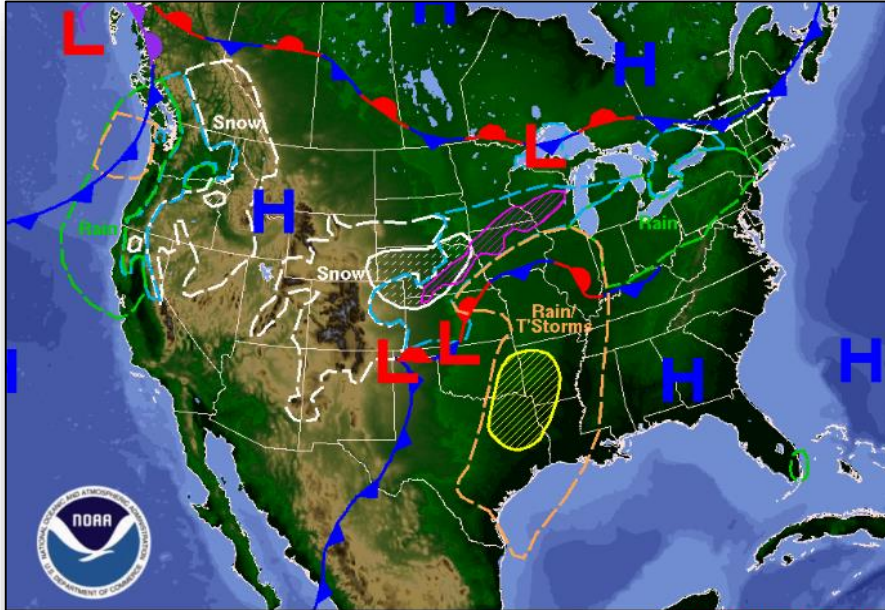 H
L
H
Snow
L
H
Rain
Rain
Snow
Rain/
T'Storms
L
L
H
H
H
NATIONAL OCEANIC AND ATMOSPHERIC ADMINISTRATION
NOAA
U.S. DEPARTMENT OF COMMERCE